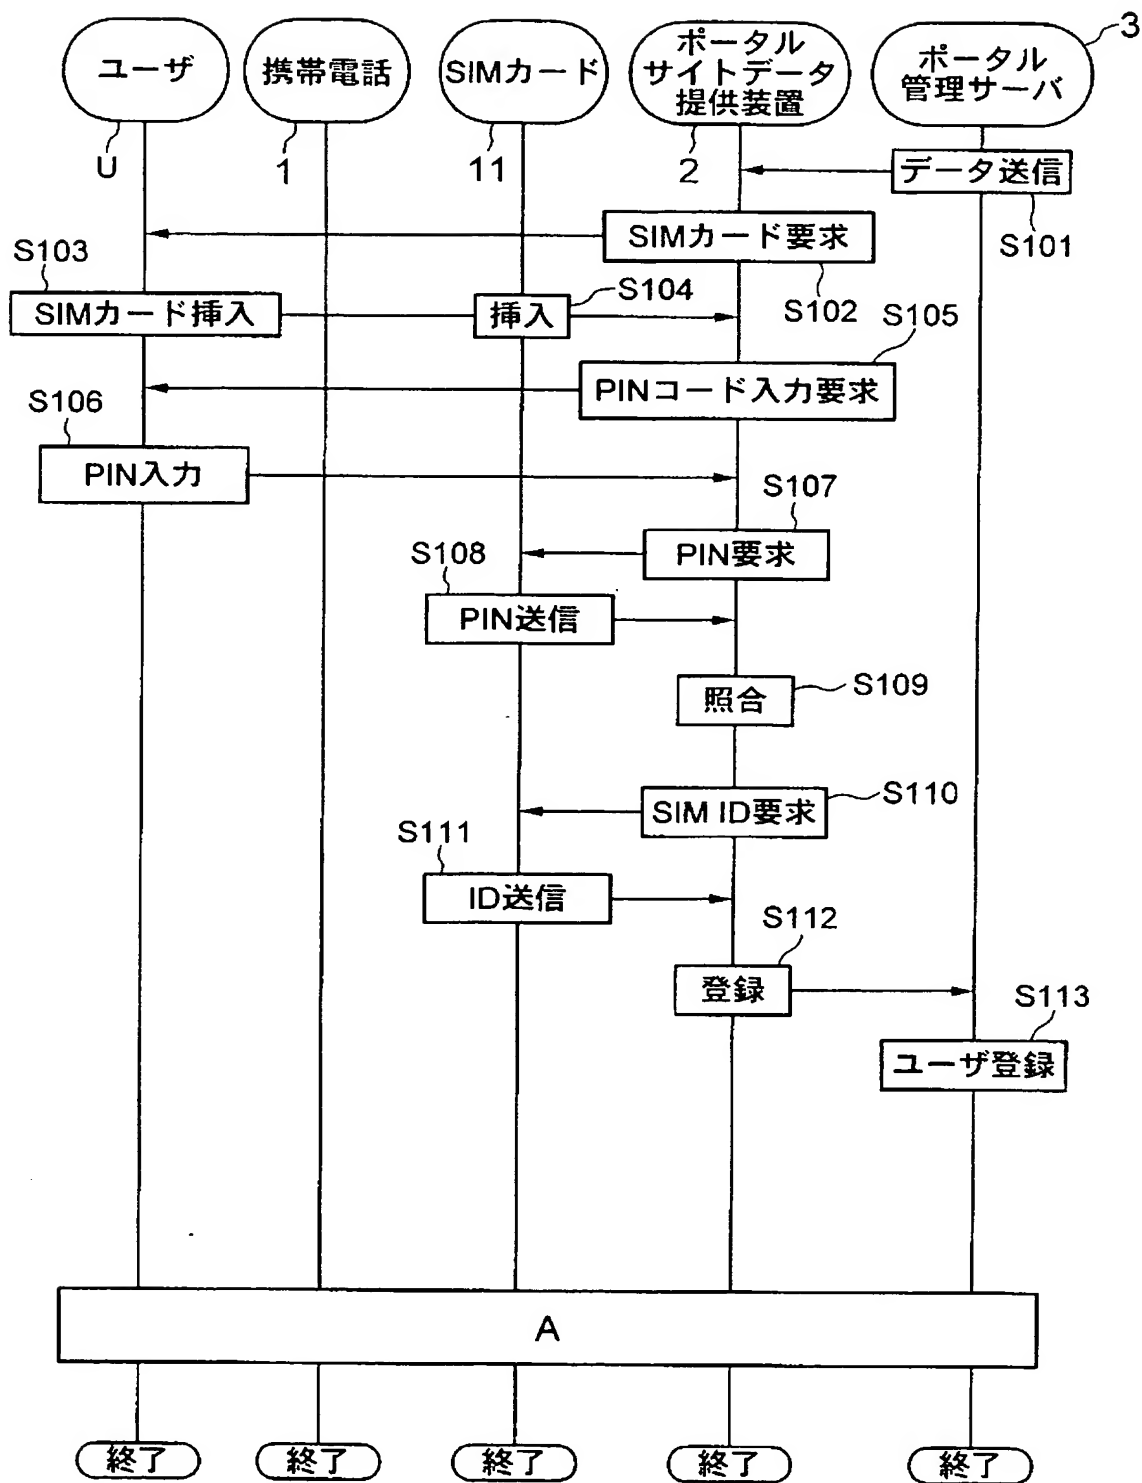 3
ユーザ
携帯電話
SIMカード
ポータル
サイトデータ
提供装置
ポータル
管理サーバ
U
1
11
2
データ送信
S101
SIMカード要求
S102
S103
SIMカード挿入
挿入
S104
S105
PINコード入力要求
S106
PIN入力
S107
PIN要求
S108
PIN送信
照合
S109
SIM ID要求
S110
S111
ID送信
S112
登録
S113
ユーザ登録
A
終了
終了
終了
終了
終了